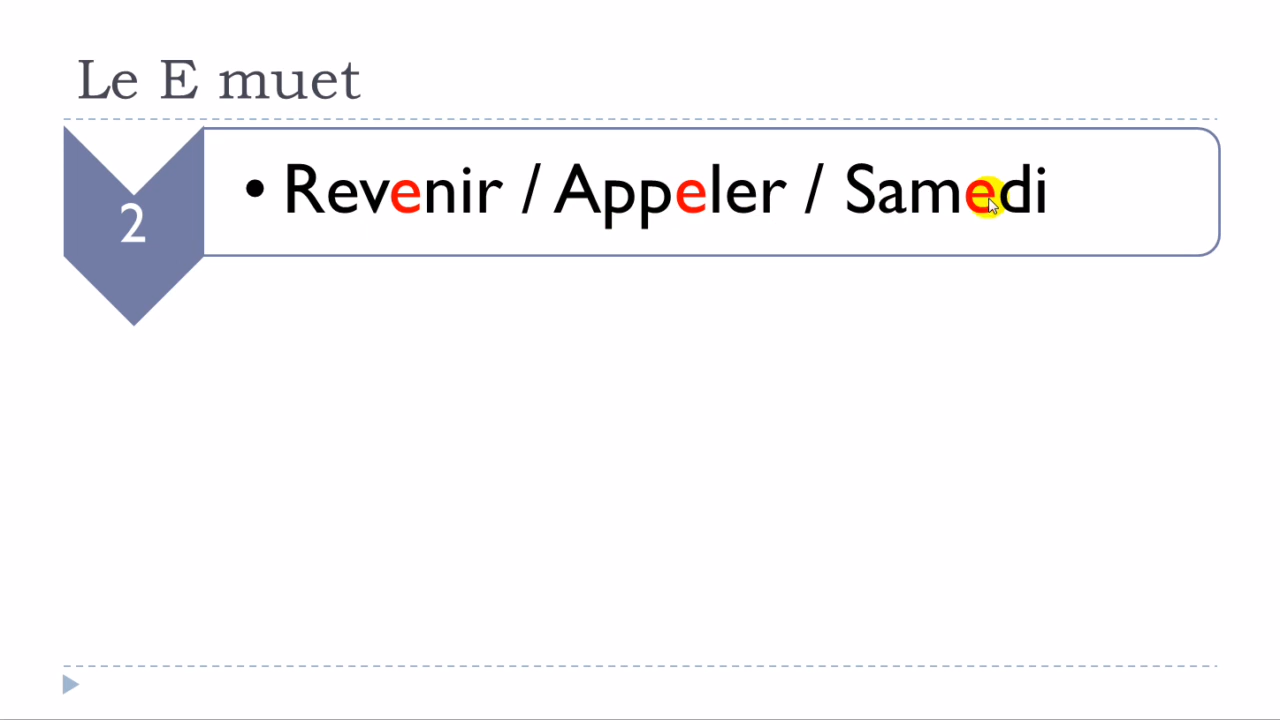 Le E muet
2
• Revenir / Appeler / Samedi